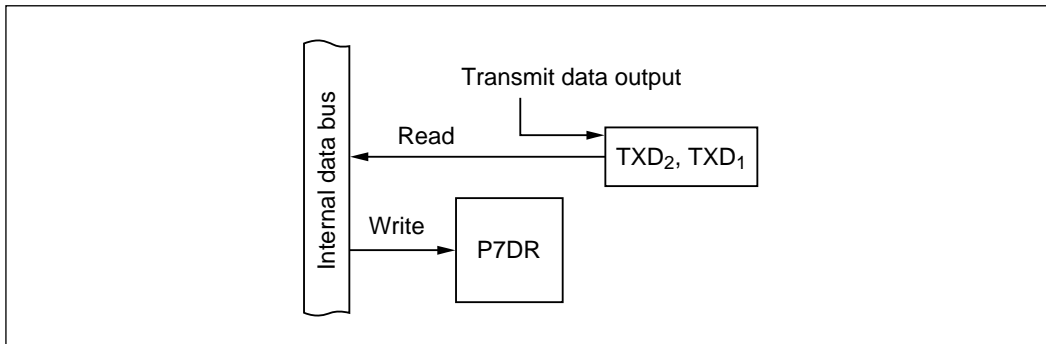 Transmit data output
Read
TXD₂, TXD₁
Internal data bus
Write
P7DR